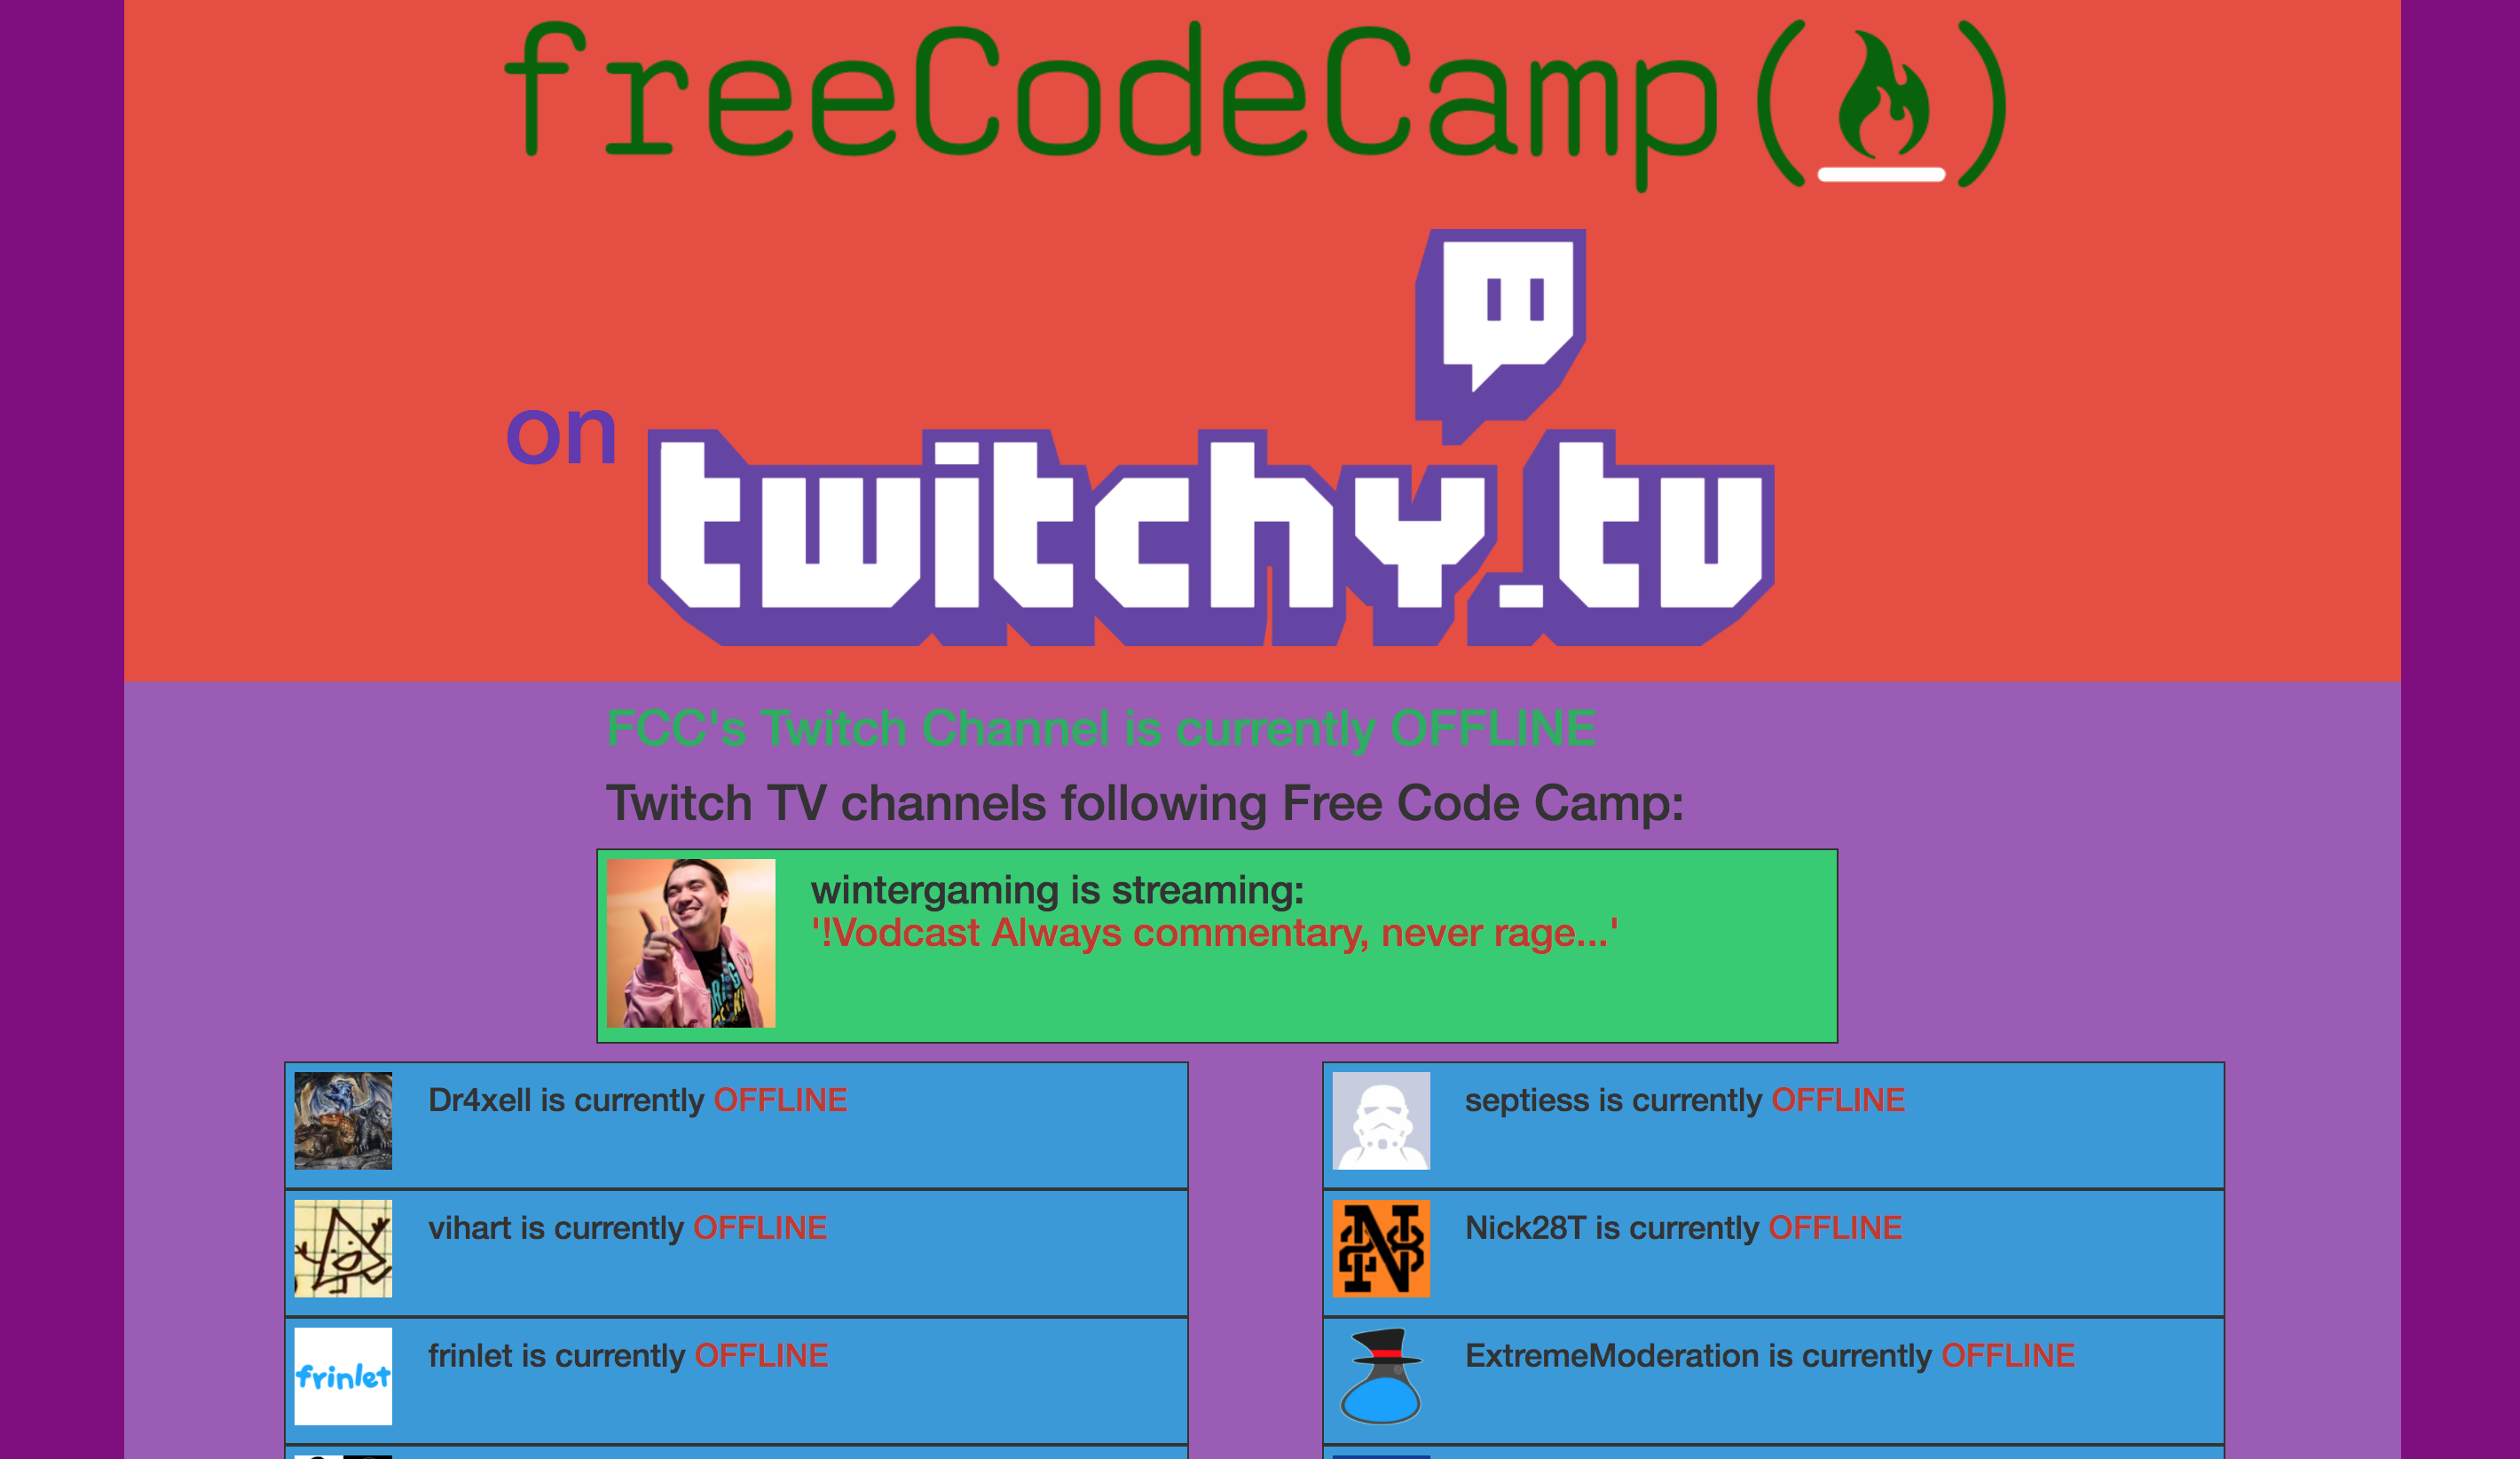 freeCodeCamp(🔥)
on
twitchy.tv
FCC's Twitch Channel is currently OFFLINE
Twitch TV channels following Free Code Camp:
wintergaming is streaming:
'!Vodcast Always commentary, never rage...'
Dr4xell is currently OFFLINE
septiess is currently OFFLINE
vihart is currently OFFLINE
Nick28T is currently OFFLINE
frinlet
frinlet is currently OFFLINE
ExtremeModeration is currently OFFLINE